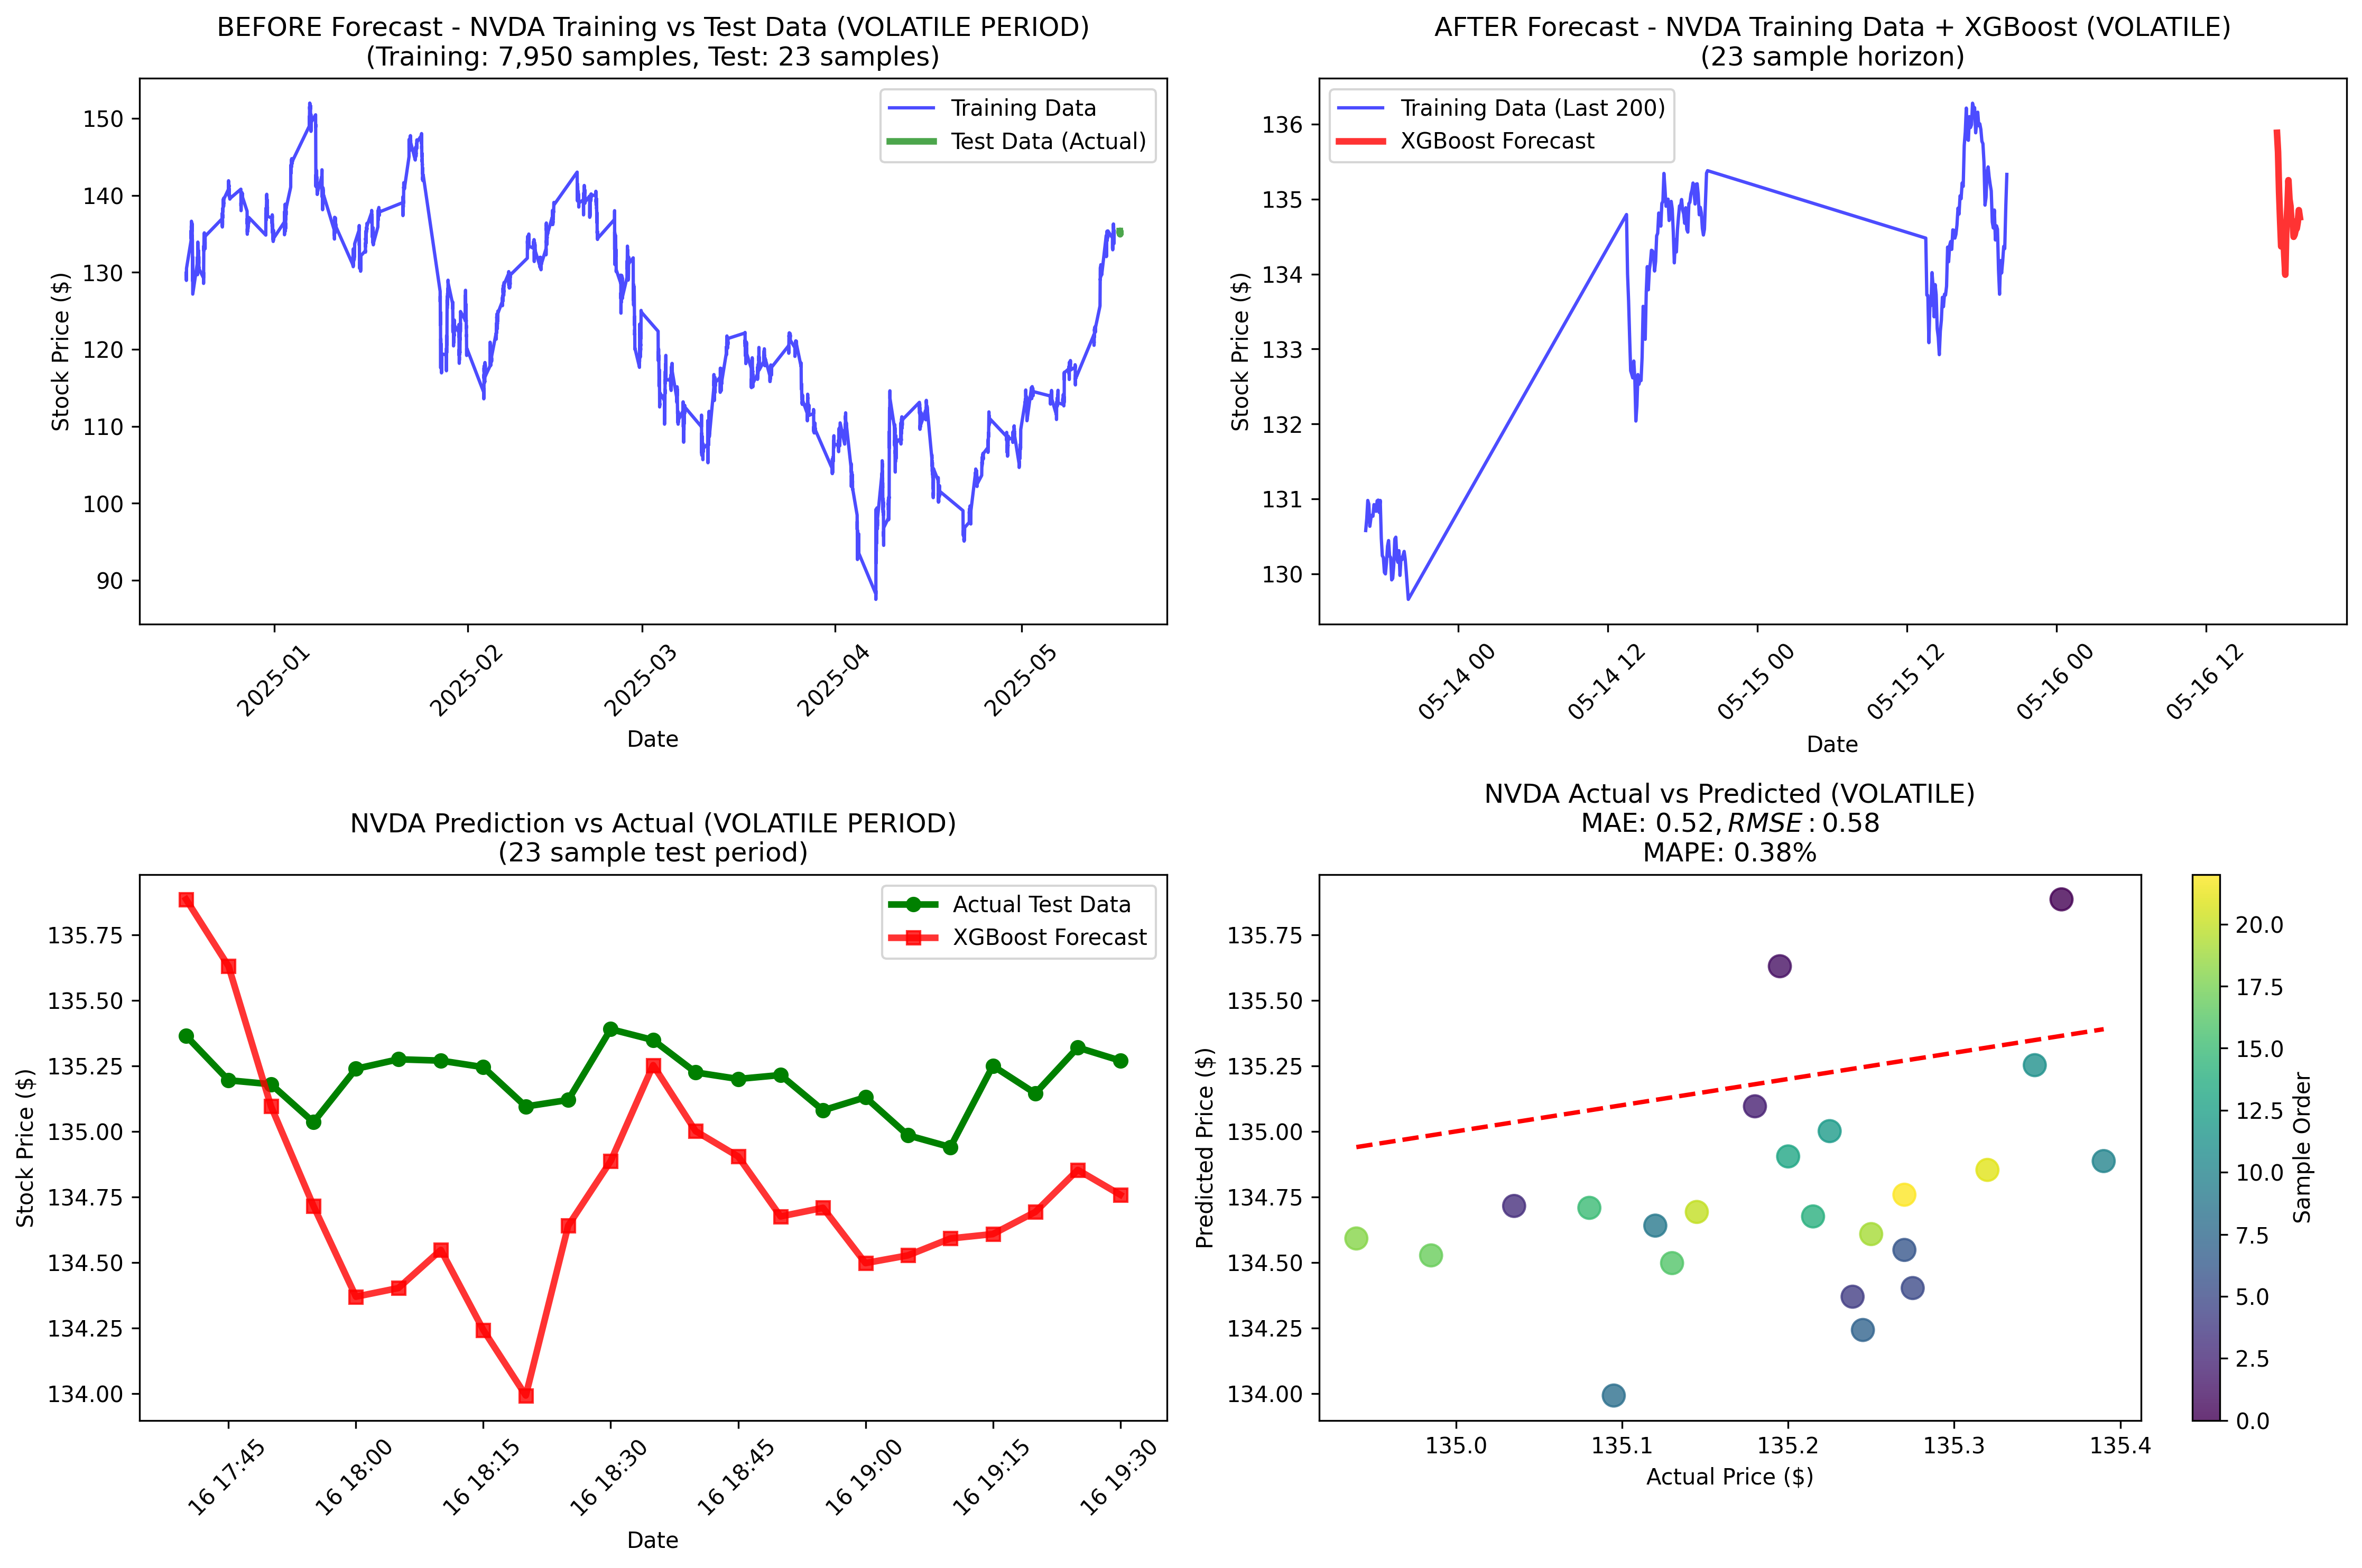 BEFORE Forecast - NVDA Training vs Test Data (VOLATILE PERIOD)
(Training: 7,950 samples, Test: 23 samples)
Training Data
Test Data (Actual)
Stock Price ($)
150
140
130
120
110
100
90
2025-01
2025-02
2025-03
2025-04
2025-05
Date
AFTER Forecast - NVDA Training Data + XGBoost (VOLATILE)
(23 sample horizon)
Training Data (Last 200)
XGBoost Forecast
Stock Price ($)
136
135
134
133
132
131
130
05-14 00
05-14 12
05-15 00
05-15 12
05-16 00
05-16 12
Date
NVDA Prediction vs Actual (VOLATILE PERIOD)
(23 sample test period)
Actual Test Data
XGBoost Forecast
Stock Price ($)
135.75
135.50
135.25
135.00
134.75
134.50
134.25
134.00
16 17:45
16 18:00
16 18:15
16 18:30
16 18:45
16 19:00
16 19:15
16 19:30
Date
NVDA Actual vs Predicted (VOLATILE)
MAE: 0.52, RMSE : 0.58
MAPE: 0.38%
Predicted Price ($)
135.75
135.50
135.25
135.00
134.75
134.50
134.25
134.00
135.0
135.1
135.2
135.3
135.4
Actual Price ($)
20.0
17.5
15.0
12.5
10.0
7.5
5.0
2.5
0.0
Sample Order